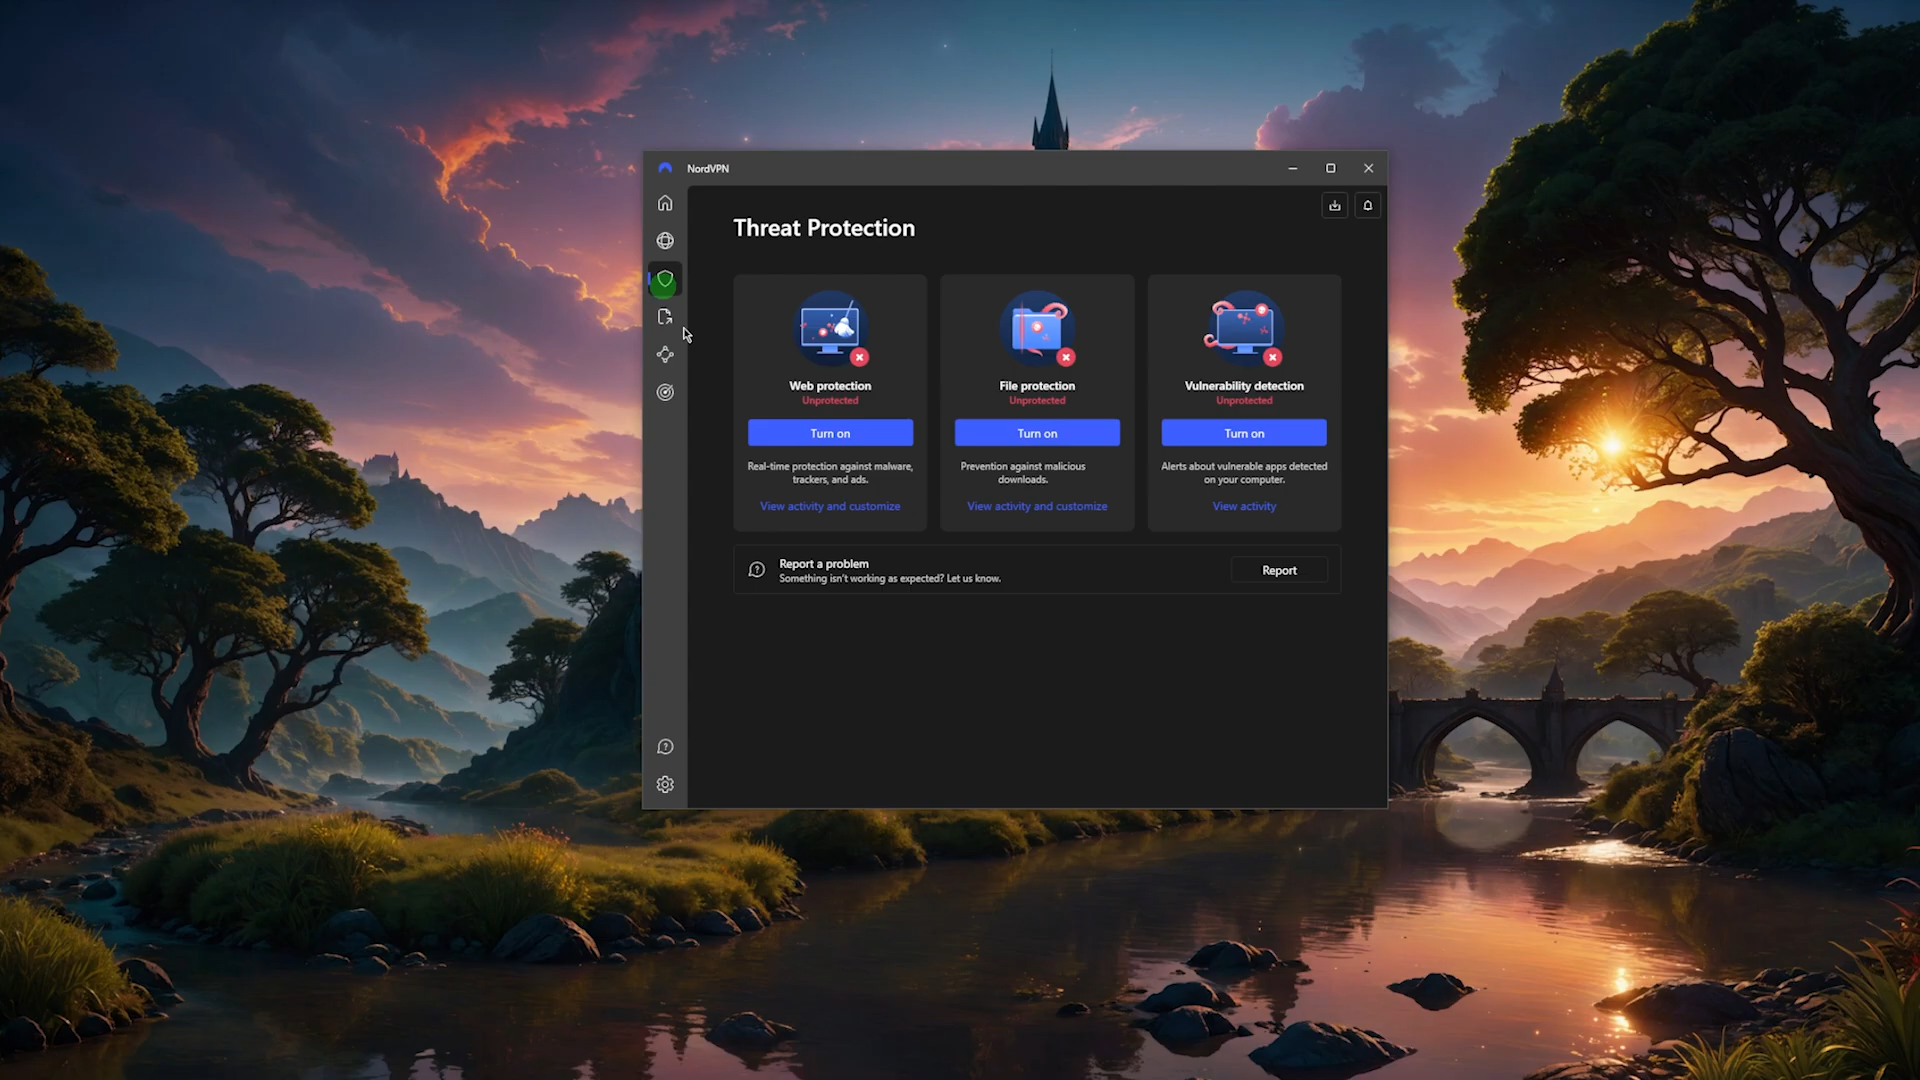 NordVPN
Threat Protection
Web protection
Unprotected
Turn on
Real-time protection against malware,
trackers, and ads.
View activity and customize
File protection
Unprotected
Turn on
Prevention against malicious
downloads.
View activity and customize
Vulnerability detection
Unprotected
Turn on
Alerts about vulnerable apps detected
on your computer.
View activity
Report a problem
Something isn't working as expected? Let us know.
Report